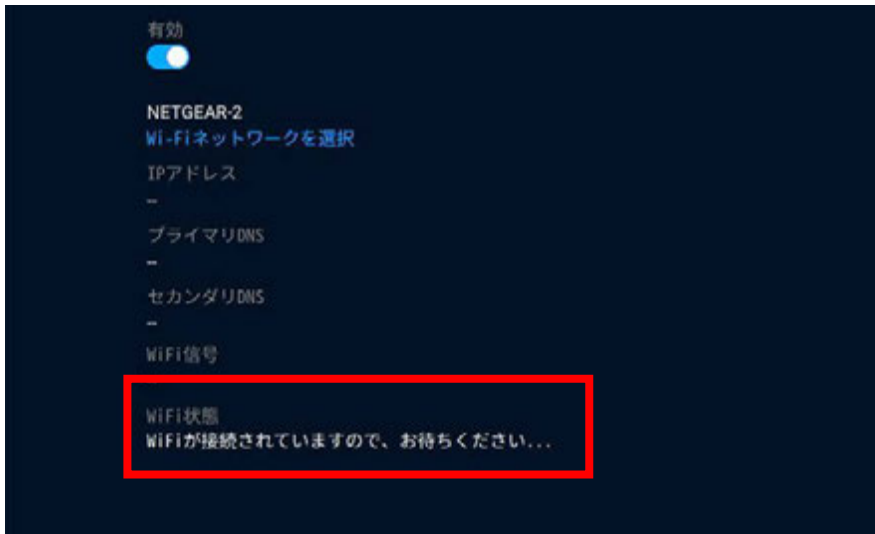 有効
NETGEAR-2
Wi-Fiネットワークを選択
IPアドレス
–
プライマリDNS
–
セカンダリDNS
–
WiFi信号
WiFi状態
WiFiが接続されていますので、お待ちください...